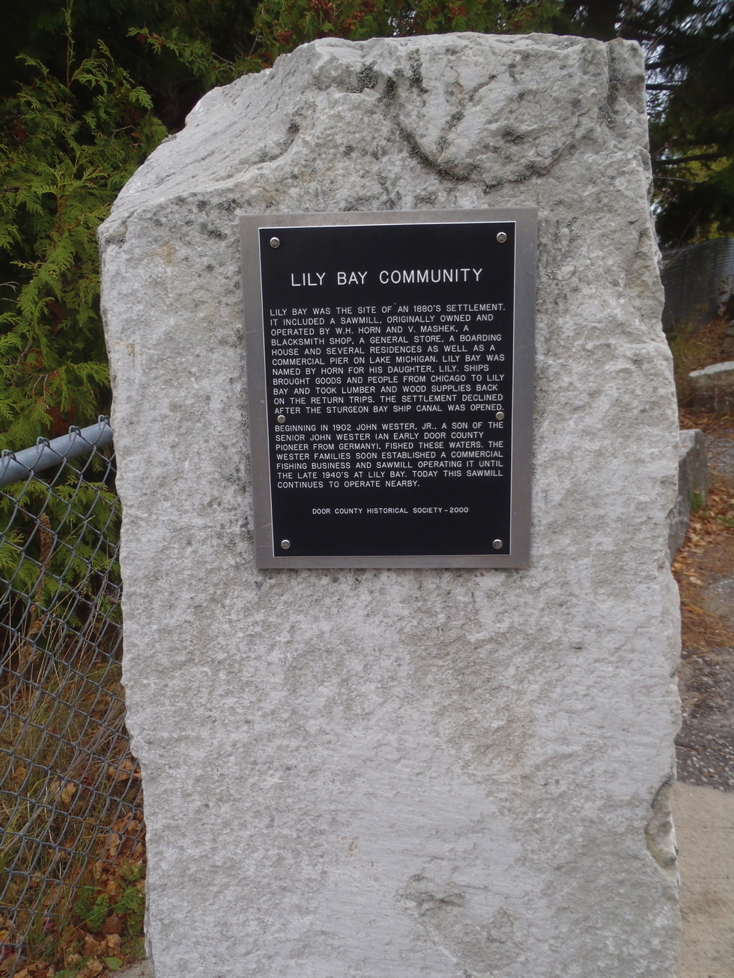 LILY BAY COMMUNITY
LILY BAY WAS THE SITE OF AN 1880'S SETTLEMENT.
IT INCLUDED A SAWMILL, ORIGINALLY OWNED AND
OPERATED BY W.H. HORN AND V. MASHEK, A
BLACKSMITH SHOP, A GENERAL STORE, A BOARDING
HOUSE AND SEVERAL RESIDENCES AS WELL AS A
COMMERCIAL PIER ON LAKE MICHIGAN. LILY BAY WAS
NAMED BY HORN FOR HIS DAUGHTER, LILY. SHIPS
BROUGHT GOODS AND PEOPLE FROM CHICAGO TO LILY
BAY AND TOOK LUMBER AND WOOD SUPPLIES BACK
ON THE RETURN TRIPS. THE SETTLEMENT DECLINED
AFTER THE STURGEON BAY SHIP CANAL WAS OPENED.
BEGINNING IN 1902 JOHN WESTER, JR., A SON OF THE
SENIOR JOHN WESTER (AN EARLY DOOR COUNTY
PIONEER FROM GERMANY), FISHED THESE WATERS. THE
WESTER FAMILIES SOON ESTABLISHED A COMMERCIAL
FISHING BUSINESS AND SAWMILL OPERATING IT UNTIL
THE LATE 1940'S AT LILY BAY. TODAY THIS SAWMILL
CONTINUES TO OPERATE NEARBY.
DOOR COUNTY HISTORICAL SOCIETY - 2000